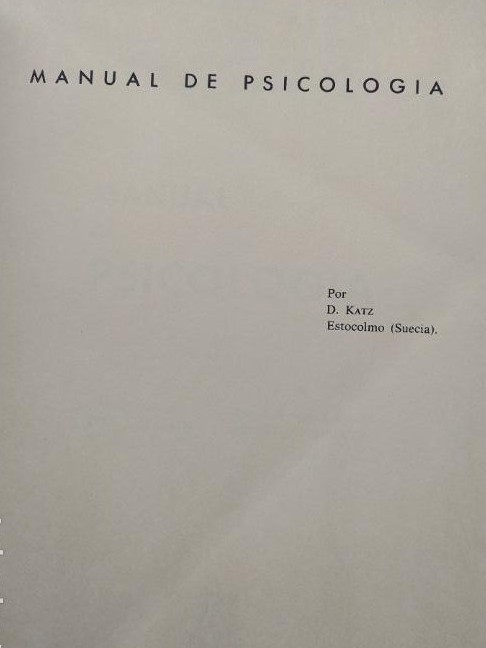 MANUAL DE PSICOLOGIA
Por
D. KATZ
Estocolmo (Suecia).